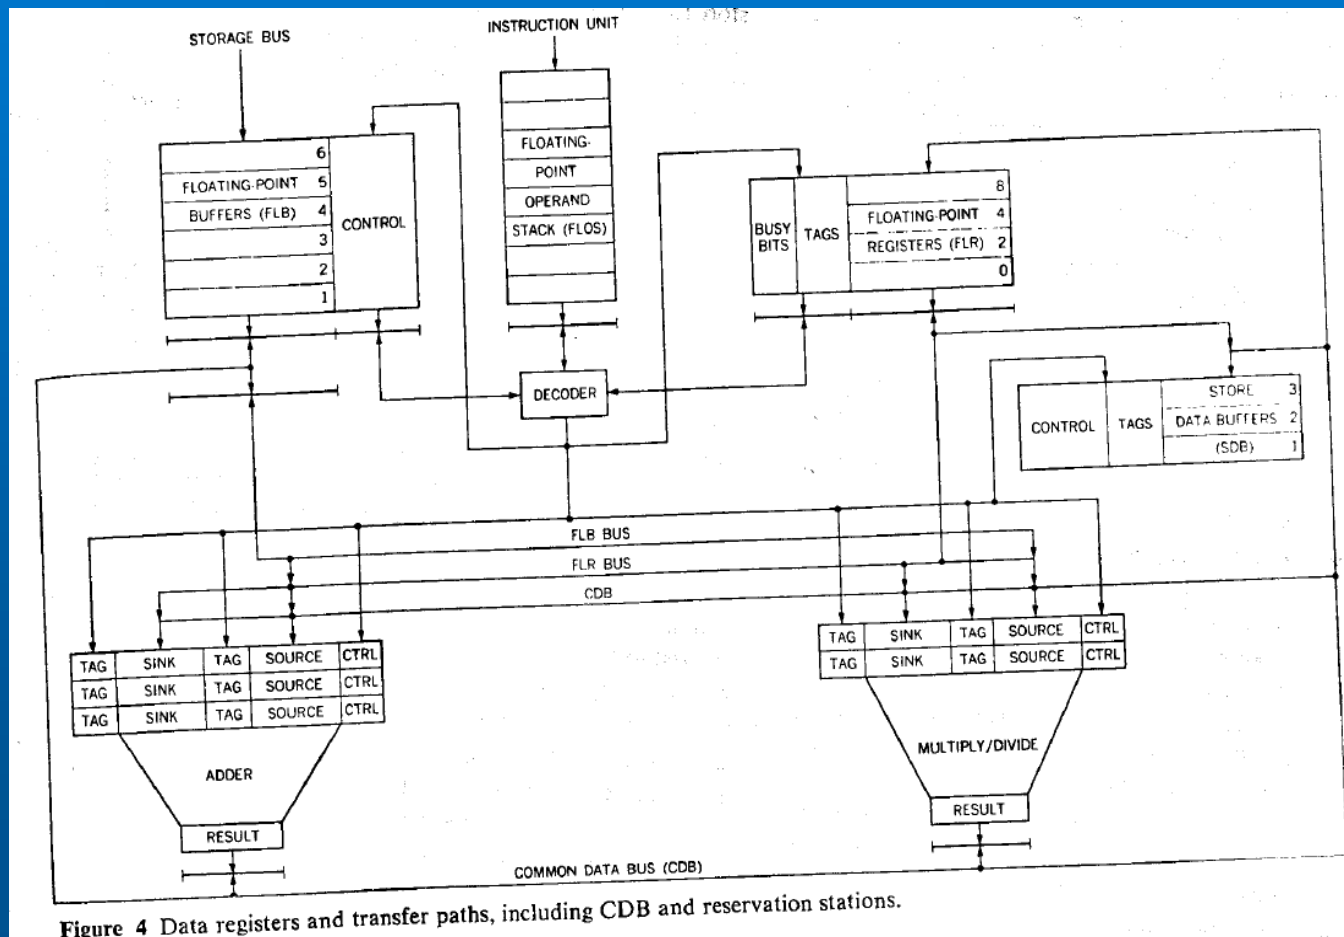 STORAGE BUS
INSTRUCTION UNIT
6
FLOATING-POINT 5
BUFFERS (FLB) 4
3
2
1
CONTROL
FLOATING-
POINT
OPERAND
STACK (FLOS)
BUSY
BITS
TAGS
8
FLOATING-POINT 4
REGISTERS (FLR) 2
0
DECODER
CONTROL
TAGS
STORE 3
DATA BUFFERS 2
(SDB) 1
FLB BUS
FLR BUS
CDB
TAG SINK TAG SOURCE CTRL
TAG SINK TAG SOURCE CTRL
TAG SINK TAG SOURCE CTRL
ADDER
RESULT
TAG SINK TAG SOURCE CTRL
TAG SINK TAG SOURCE CTRL
MULTIPLY/DIVIDE
RESULT
COMMON DATA BUS (CDB)
Figure 4 Data registers and transfer paths, including CDB and reservation stations.